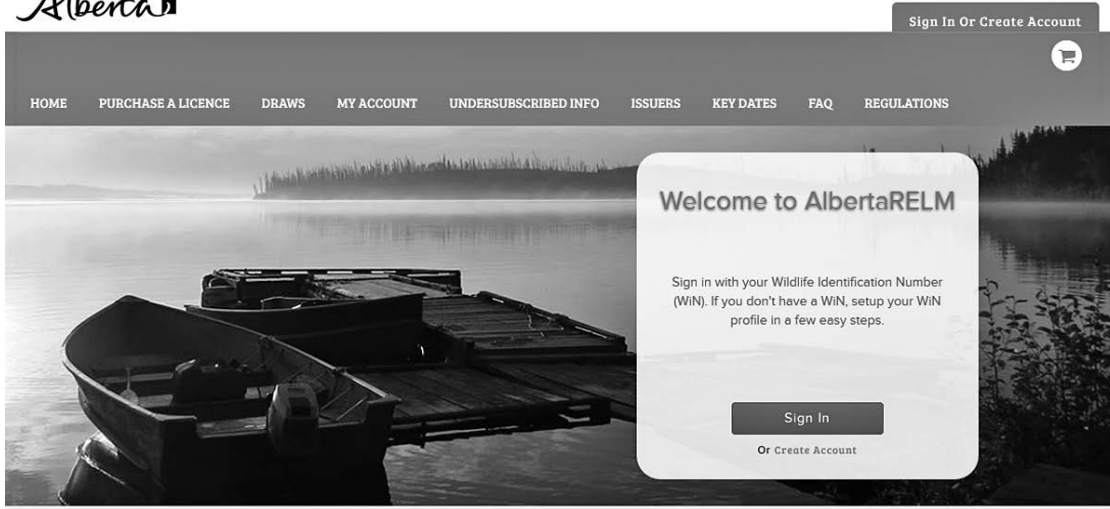 Alberta
Sign In Or Create Account
HOME PURCHASE A LICENCE DRAWS MY ACCOUNT UNDERSUBSCRIBED INFO ISSUERS KEY DATES FAQ REGULATIONS
Welcome to AlbertaRELM
Sign in with your Wildlife Identification Number
(WiN). If you don't have a WiN, setup your WiN
profile in a few easy steps.
Sign In
Or Create Account